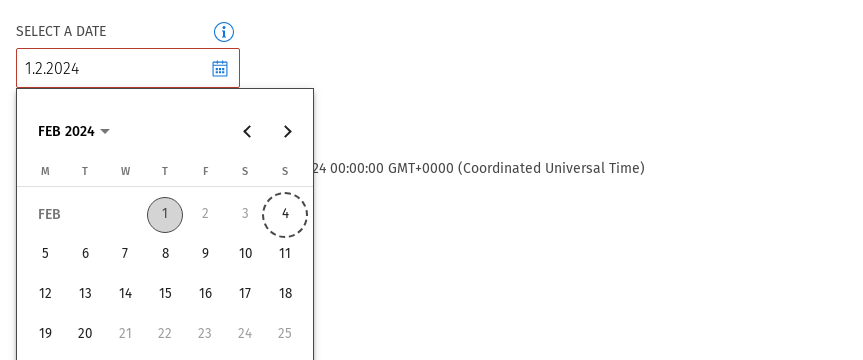 SELECT A DATE
1.2.2024
FEB 2024
24 00:00:00 GMT+0000 (Coordinated Universal Time)
M T W T F S S
FEB 1 2 3 4
5 6 7 8 9 10 11
12 13 14 15 16 17 18
19 20 21 22 23 24 25